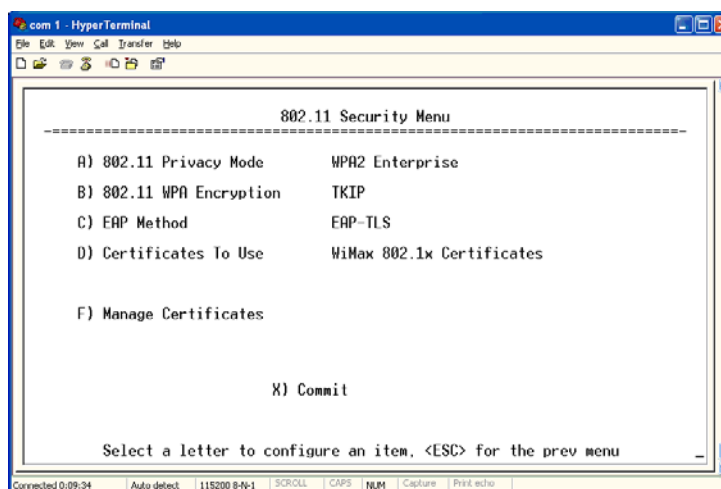 com 1 - HyperTerminal
File Edit View Call Transfer Help
802.11 Security Menu
-==========================================================================-
A) 802.11 Privacy Mode WPA2 Enterprise
B) 802.11 WPA Encryption TKIP
C) EAP Method EAP-TLS
D) Certificates To Use WiMax 802.1x Certificates
F) Manage Certificates
X) Commit
Select a letter to configure an item, <ESC> for the prev menu _
Connected 0:09:34 Auto detect 115200 8-N-1 SCROLL CAPS NUM Capture Print echo